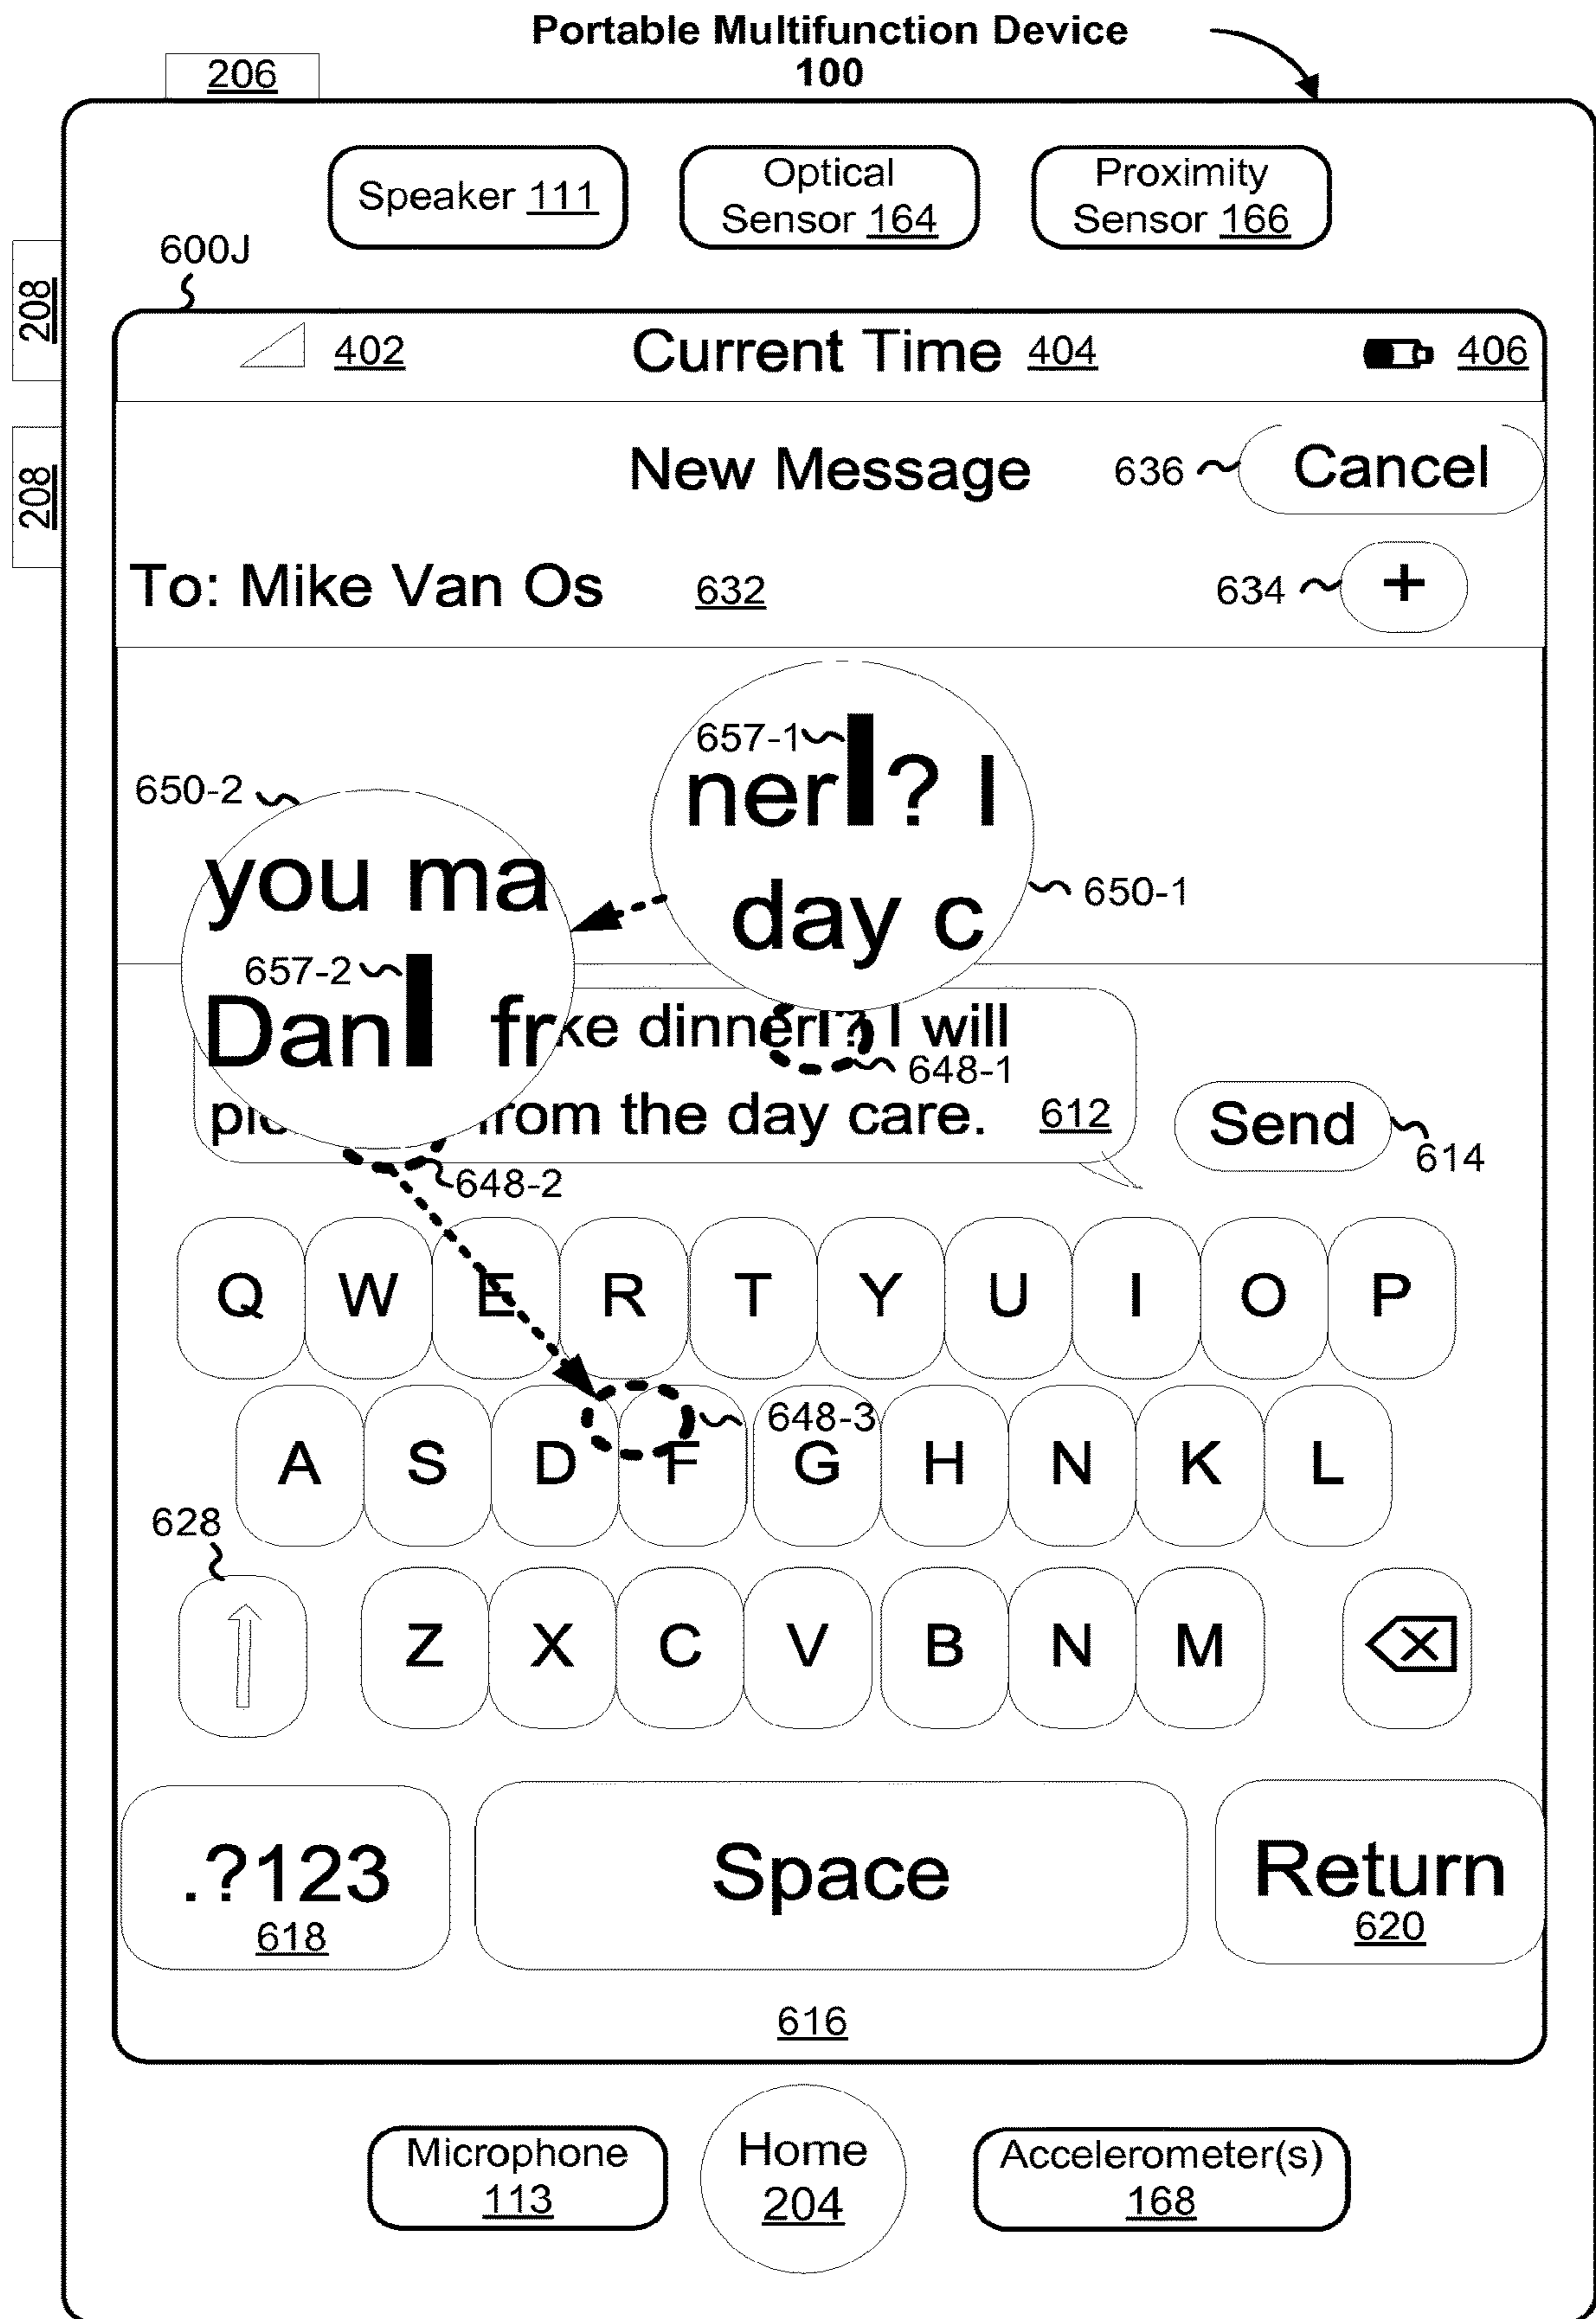 Portable Multifunction Device
100
206
Speaker 111
Optical
Sensor 164
Proximity
Sensor 166
208
208
600J
402
Current Time 404
406
New Message
636
Cancel
To: Mike Van Os
632
634
+
657-1
ner? I
day c
650-1
650-2
you ma
657-2
Dan fr
ke dinner? I will
648-1
from the day care.
612
Send
614
648-2
Q W E R T Y U I O P
648-3
A S D F G H N K L
628
Z X C V B N M
.?123
618
Space
Return
620
616
Microphone
113
Home
204
Accelerometer(s)
168